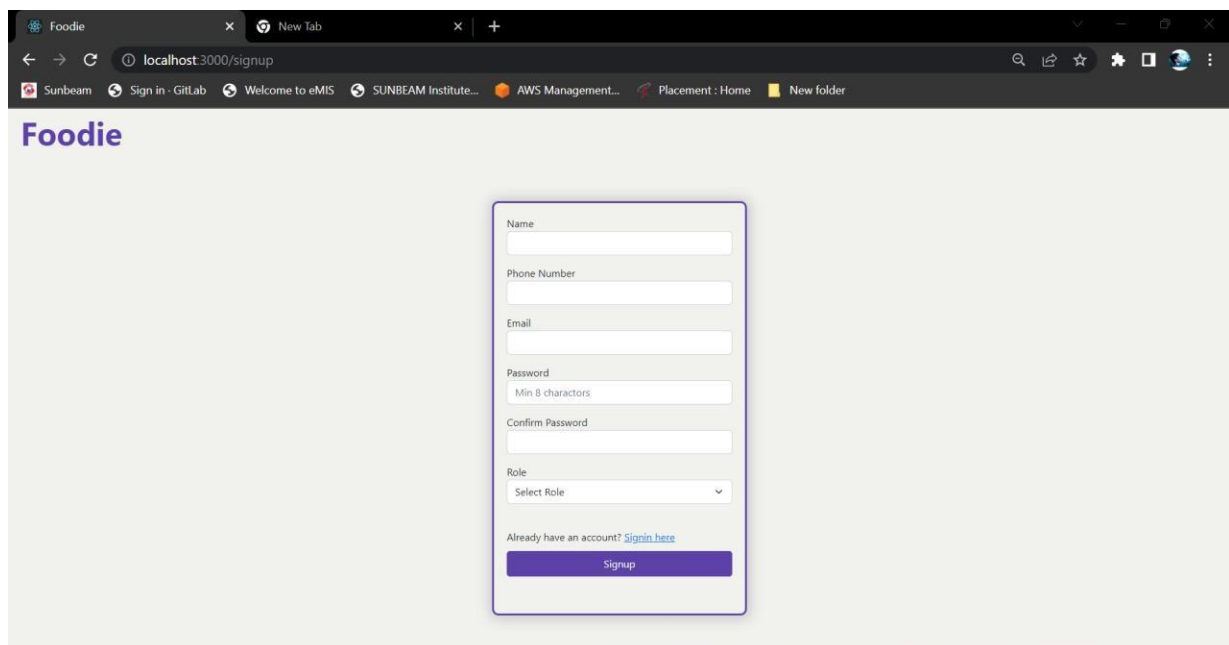 Foodie
New Tab
localhost:3000/signup
Sunbeam Sign in · GitLab Welcome to eMIS SUNBEAM Institute... AWS Management... Placement : Home New folder
Foodie
Name
Phone Number
Email
Password
Min 8 charactors
Confirm Password
Role
Select Role
Already have an account? Signin here
Signup